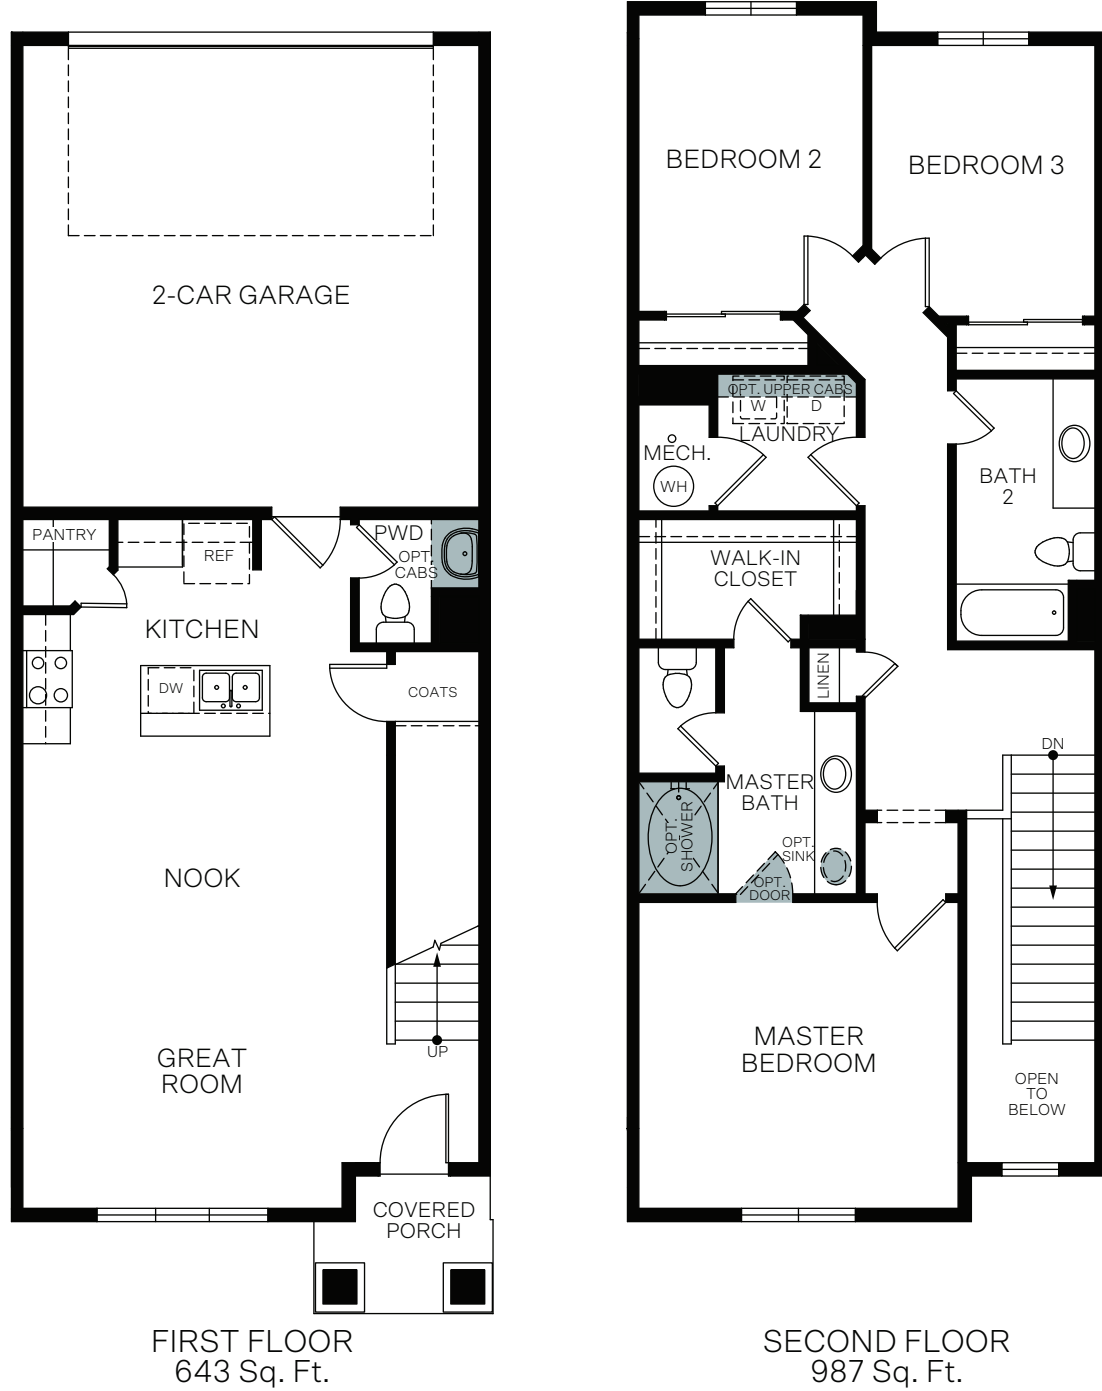 2-CAR GARAGE
PANTRY
REF
PWD
OPT.
CABS
KITCHEN
DW
COATS
NOOK
GREAT
ROOM
UP
COVERED
PORCH
FIRST FLOOR
643 Sq. Ft.
BEDROOM 2
BEDROOM 3
OPT. UPPER CABS
W
D
LAUNDRY
MECH.
WH
BATH
2
WALK-IN
CLOSET
LINEN
DN
MASTER
BATH
OPT.
SHOWER
OPT.
SINK
OPT.
DOOR
MASTER
BEDROOM
OPEN
TO
BELOW
SECOND FLOOR
987 Sq. Ft.